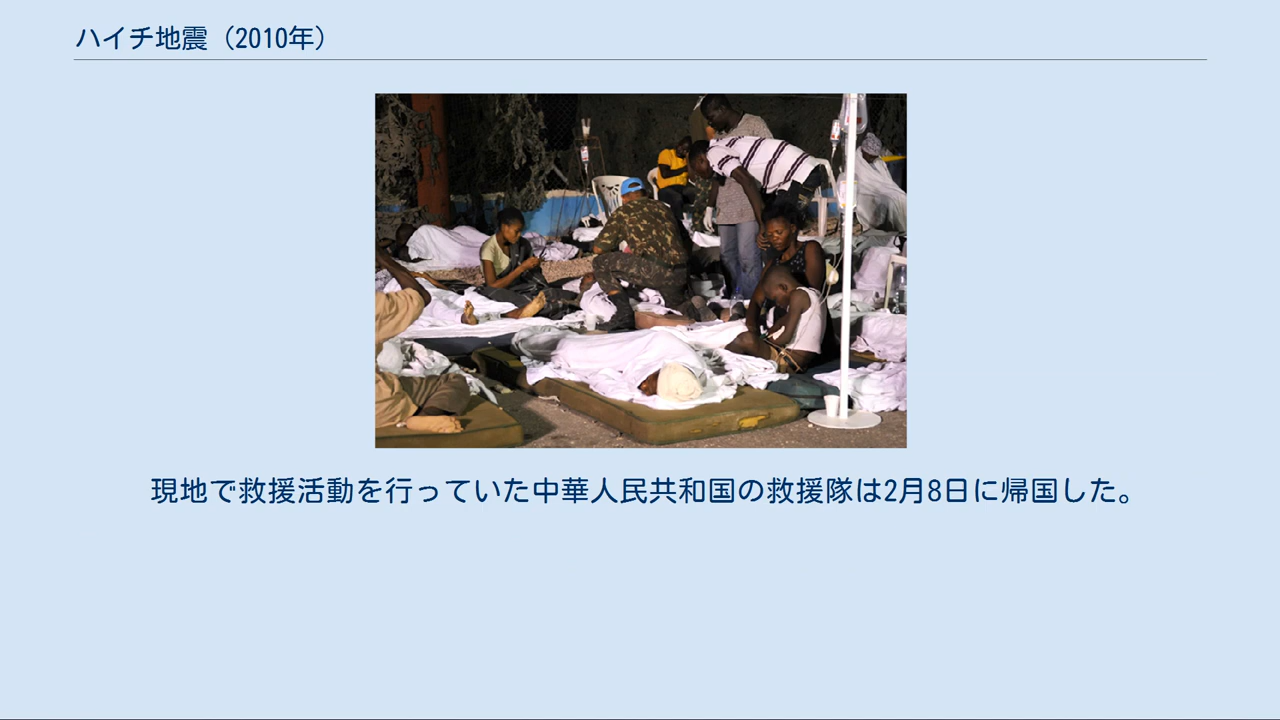 ハイチ地震（2010年）
現地で救援活動を行っていた中華人民共和国の救援隊は2月8日に帰国した。